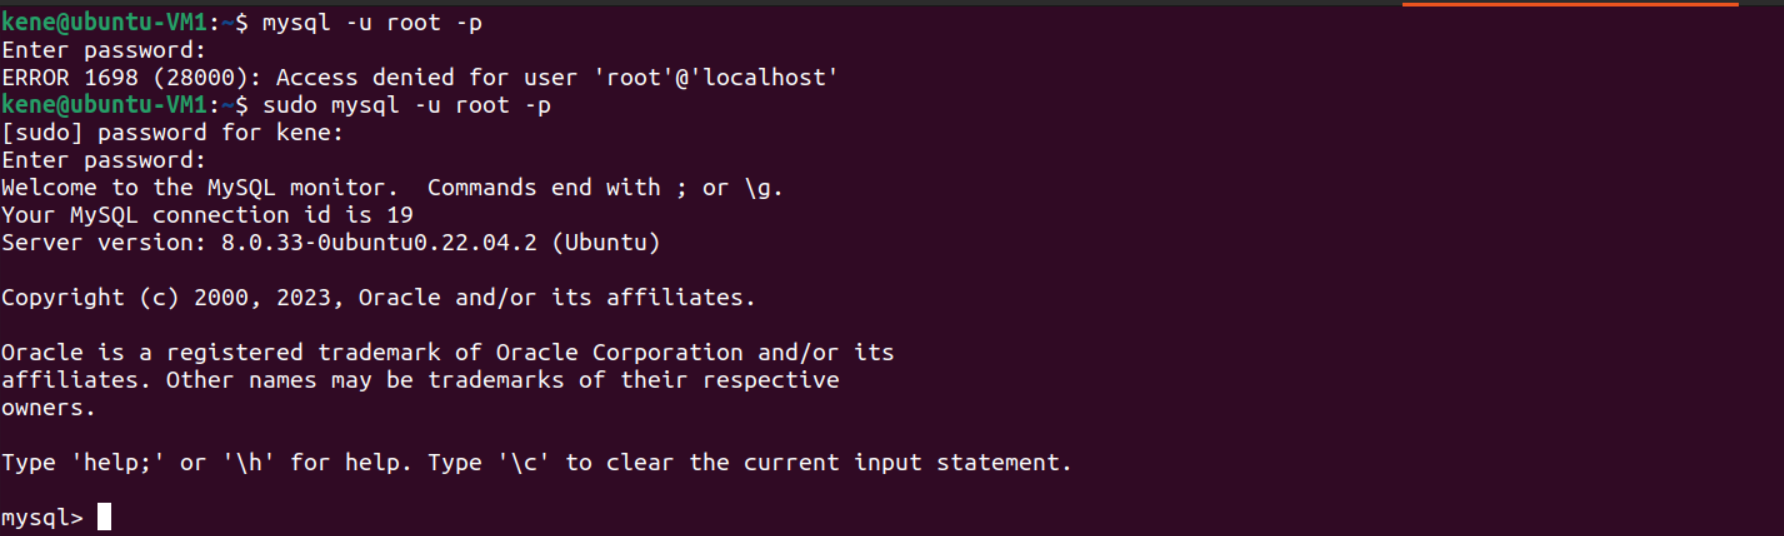 kene@ubuntu-VM1:~$ mysql -u root -p
Enter password:
ERROR 1698 (28000): Access denied for user 'root'@'localhost'
kene@ubuntu-VM1:~$ sudo mysql -u root -p
[sudo] password for kene:
Enter password:
Welcome to the MySQL monitor.  Commands end with ; or \g.
Your MySQL connection id is 19
Server version: 8.0.33-0ubuntu0.22.04.2 (Ubuntu)
Copyright (c) 2000, 2023, Oracle and/or its affiliates.
Oracle is a registered trademark of Oracle Corporation and/or its
affiliates. Other names may be trademarks of their respective
owners.
Type 'help;' or '\h' for help. Type '\c' to clear the current input statement.
mysql>